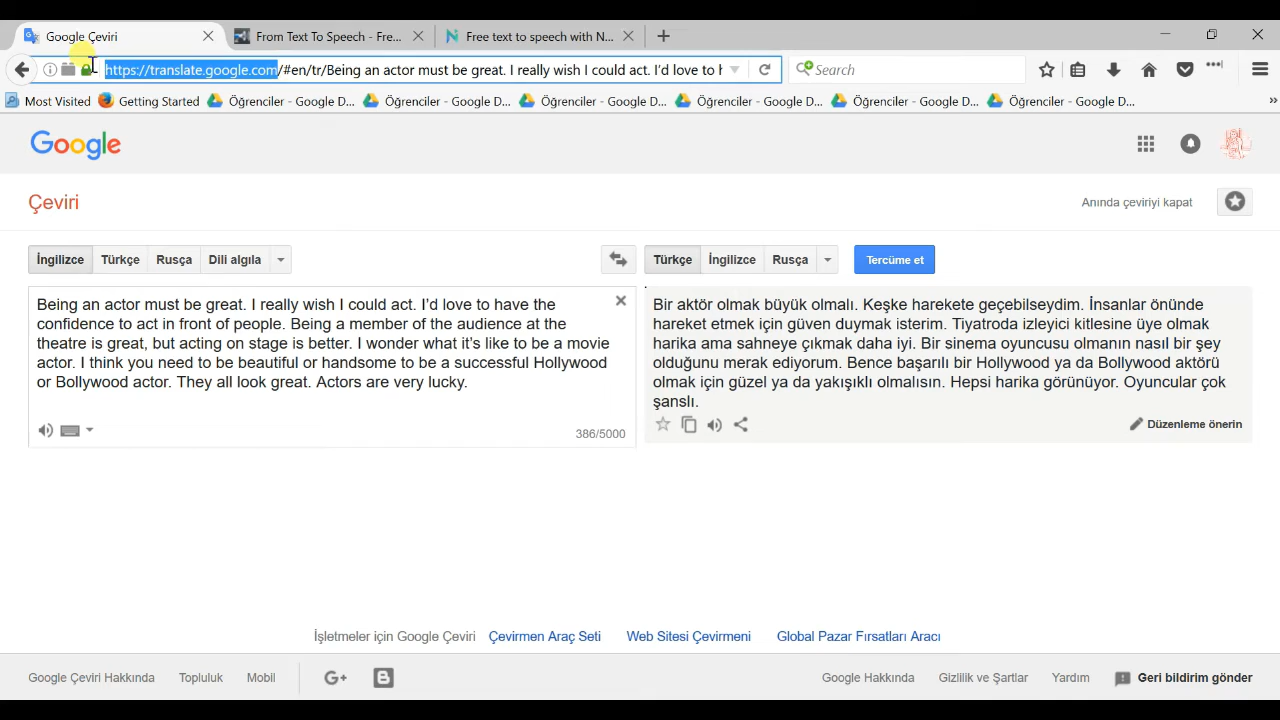 Google Çeviri
From Text To Speech - Fre...
Free text to speech with N...
https://translate.google.com/#en/tr/Being an actor must be great. I really wish I could act. I'd love to h
Search
Most Visited
Getting Started
Öğrenciler - Google D...
Öğrenciler - Google D...
Öğrenciler - Google D...
Öğrenciler - Google D...
Öğrenciler - Google D...
Öğrenciler - Google D...
Google
Çeviri
Anında çeviriyi kapat
İngilizce
Türkçe
Rusça
Dili algıla
Türkçe
İngilizce
Rusça
Tercüme et
Being an actor must be great. I really wish I could act. I'd love to have the
confidence to act in front of people. Being a member of the audience at the
theatre is great, but acting on stage is better. I wonder what it's like to be a movie
actor. I think you need to be beautiful or handsome to be a successful Hollywood
or Bollywood actor. They all look great. Actors are very lucky.
386/5000
Bir aktör olmak büyük olmalı. Keşke harekete geçebilseydim. İnsanlar önünde
hareket etmek için güven duymak isterim. Tiyatroda izleyici kitlesine üye olmak
harika ama sahneye çıkmak daha iyi. Bir sinema oyuncusu olmanın nasıl bir şey
olduğunu merak ediyorum. Bence başarılı bir Hollywood ya da Bollywood aktörü
olmak için güzel ya da yakışıklı olmalısın. Hepsi harika görünüyor. Oyuncular çok
şanslı.
Düzenleme önerin
İşletmeler için Google Çeviri
Çevirmen Araç Seti
Web Sitesi Çevirmeni
Global Pazar Fırsatları Aracı
Google Çeviri Hakkında
Topluluk
Mobil
G+
Google Hakkında
Gizlilik ve Şartlar
Yardım
Geri bildirim gönder